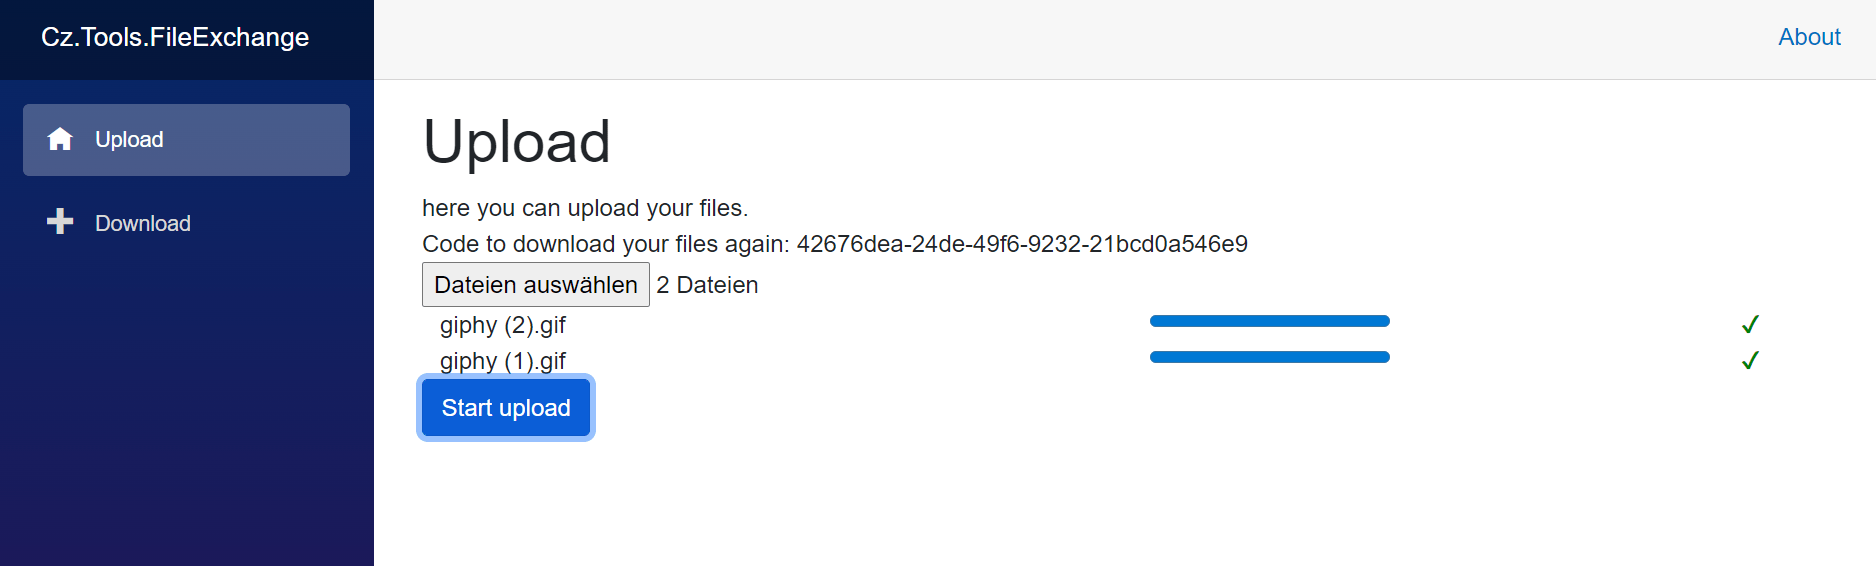 Cz.Tools.FileExchange
About
Upload
Download
Upload
here you can upload your files.
Code to download your files again: 42676dea-24de-49f6-9232-21bcd0a546e9
Dateien auswählen 2 Dateien
giphy (2).gif ✓
giphy (1).gif ✓
Start upload